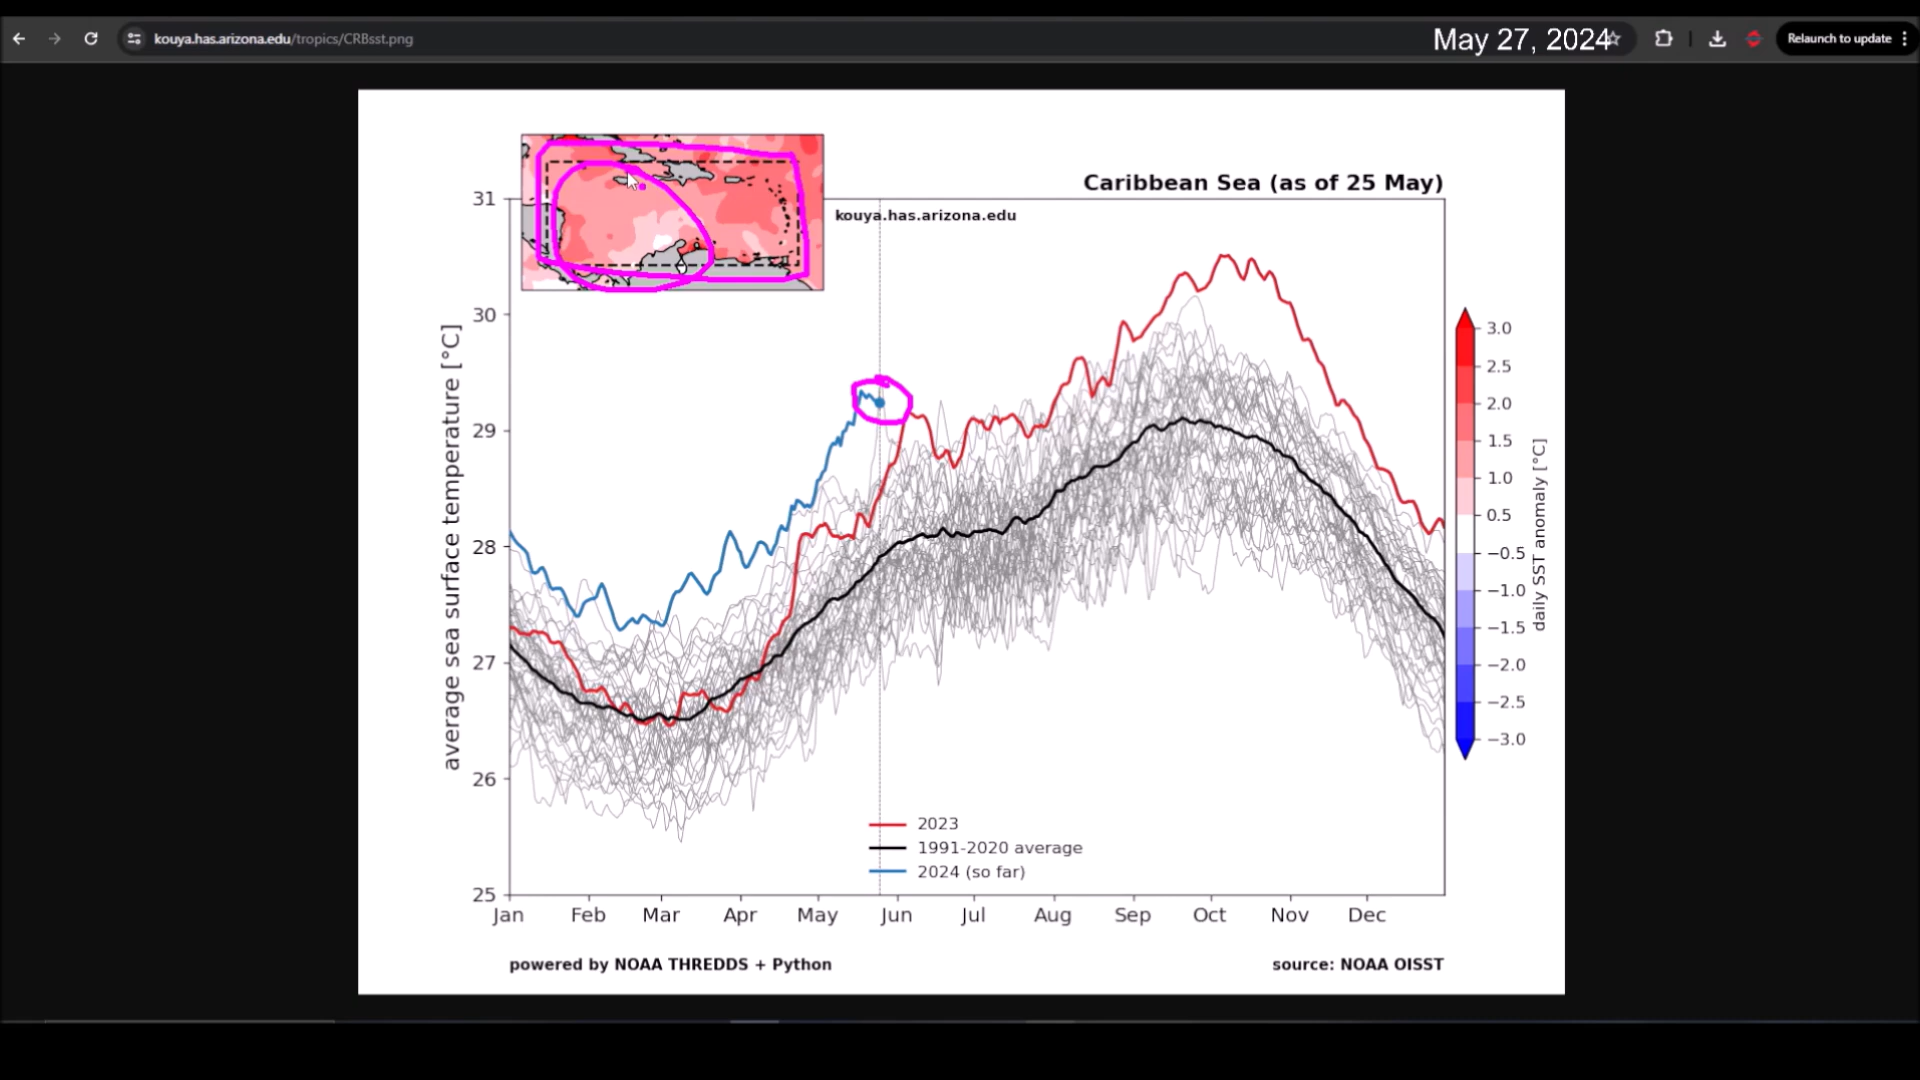 kouya.has.arizona.edu/tropics/CRBsst.png
May 27, 2024
Relaunch to update
Caribbean Sea (as of 25 May)
kouya.has.arizona.edu
average sea surface temperature [°C]
31
30
29
28
27
26
25
Jan Feb Mar Apr May Jun Jul Aug Sep Oct Nov Dec
2023
1991-2020 average
2024 (so far)
3.0
2.5
2.0
1.5
1.0
0.5
−0.5
−1.0
−1.5
−2.0
−2.5
−3.0
daily SST anomaly [°C]
powered by NOAA THREDDS + Python
source: NOAA OISST